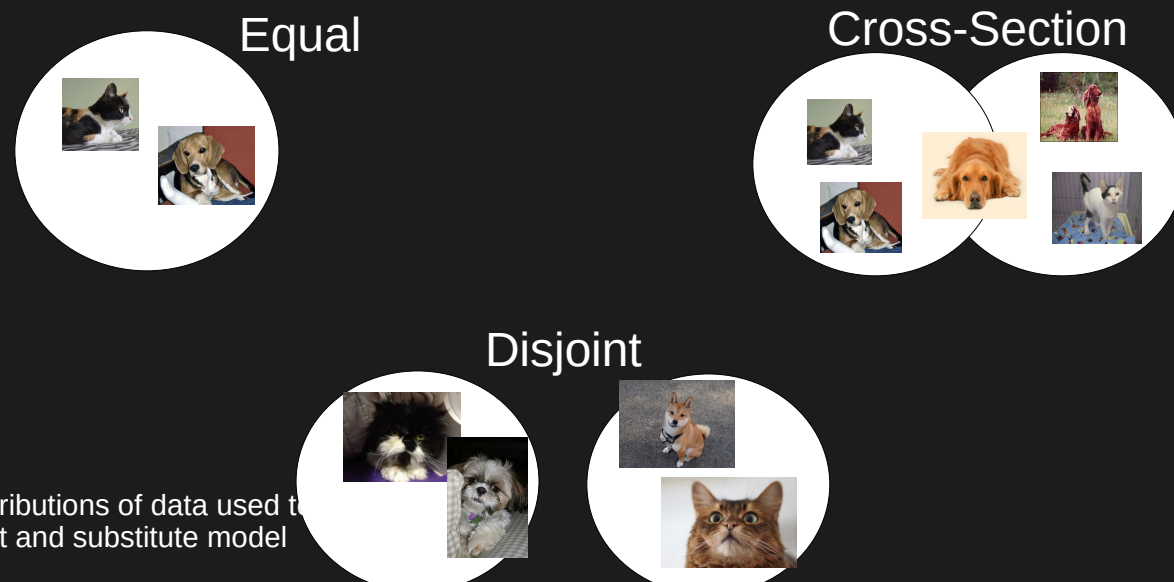 Equal
Cross-Section
Disjoint
ributions of data used t
t and substitute model